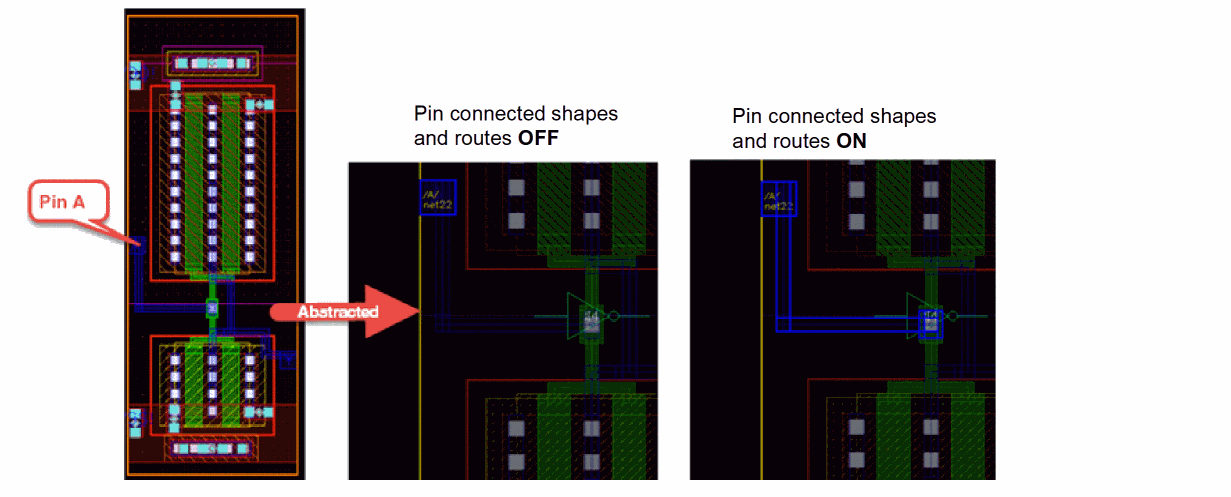 Pin A
Abstracted
Pin connected shapes
and routes OFF
/A/
net22
Pin connected shapes
and routes ON
/A/
net22